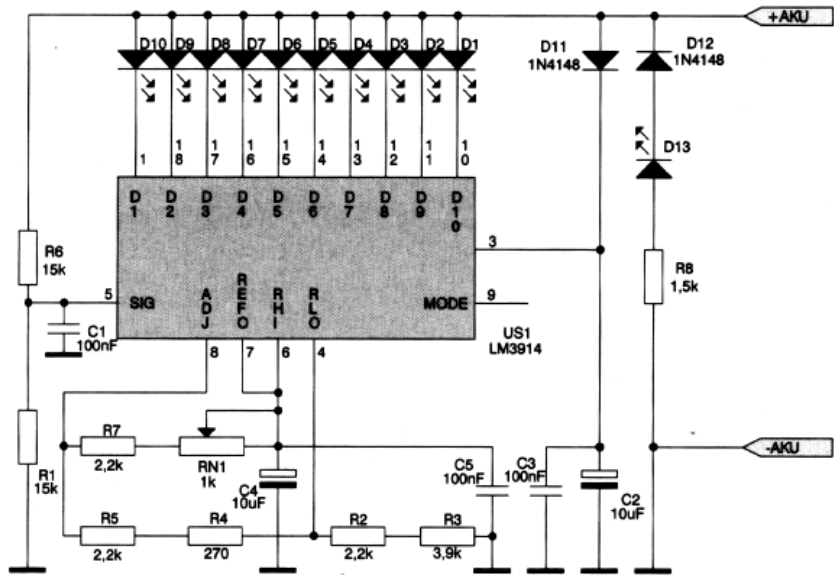 +AKU
D10 D9 D8 D7 D6 D5 D4 D3 D2 D1
D11
1N4148
D12
1N4148
D13
1 18 17 16 15 14 13 12 11 10
D1 D2 D3 D4 D5 D6 D7 D8 D9 D10
3
R6
15k
R8
1,5k
5
SIG
ADJ
REFO
RHI
RLO
MODE
9
C1
100nF
US1
LM3914
8 7 6 4
R7
2,2k
RN1
1k
-AKU
R1
15k
C4
10uF
C5
100nF
C3
100nF
C2
10uF
R5
2,2k
R4
270
R2
2,2k
R3
3,9k